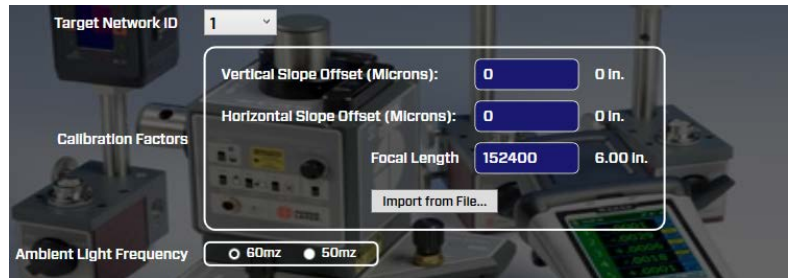 Target Network ID 1
Vertical Slope Offset (Microns): 0 0 In.
Horizontal Slope Offset (Microns): 0 0 In.
Calibration Factors
Focal Length 152400 6.00 In.
Import from File...
Ambient Light Frequency 60mz 50mz